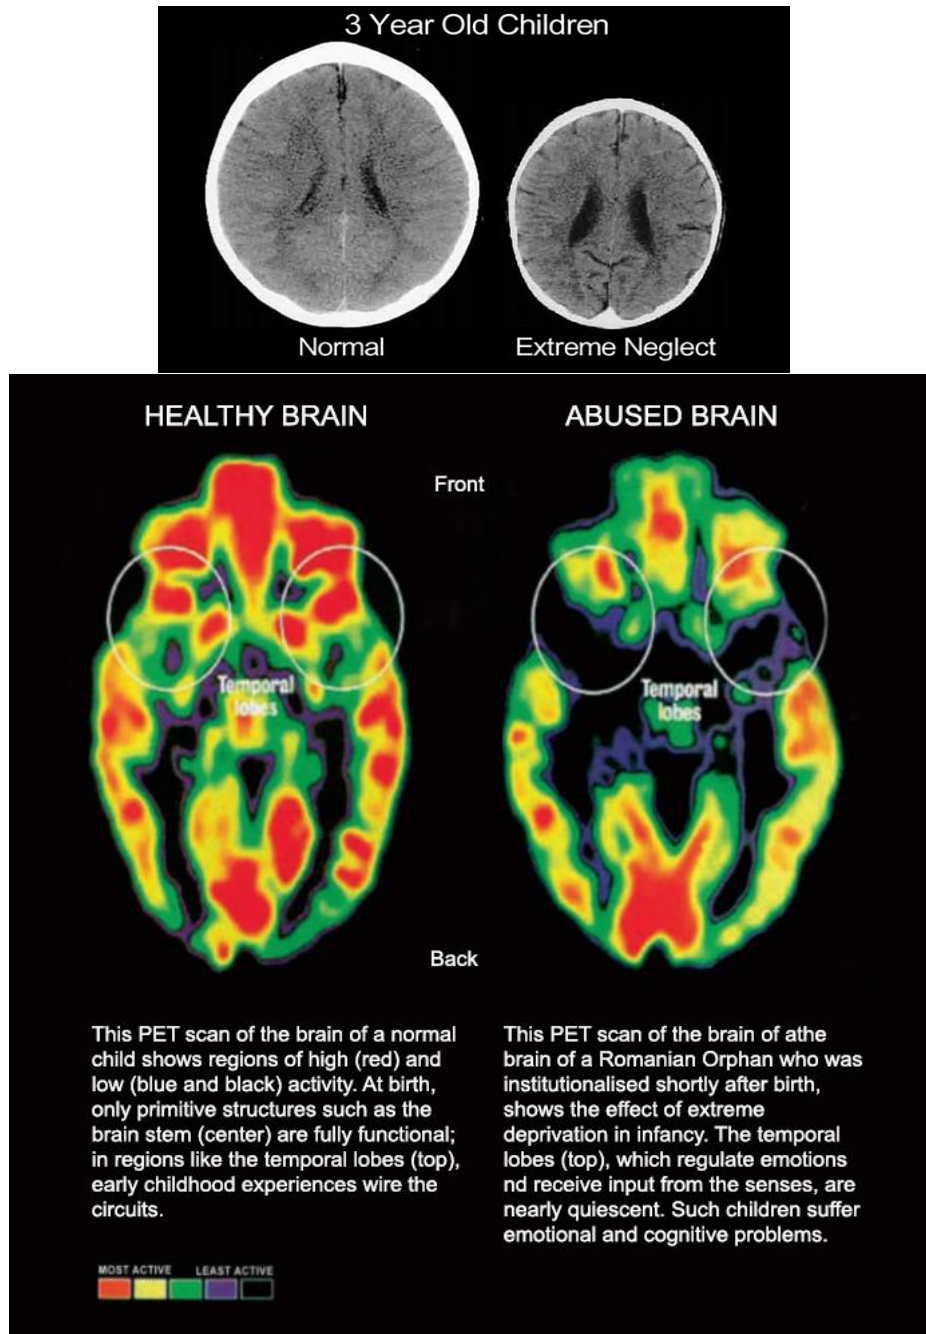 3 Year Old Children
Normal
Extreme Neglect
HEALTHY BRAIN
ABUSED BRAIN
Front
Temporal
lobes
Temporal
lobes
Back
This PET scan of the brain of a normal
child shows regions of high (red) and
low (blue and black) activity. At birth,
only primitive structures such as the
brain stem (center) are fully functional;
in regions like the temporal lobes (top),
early childhood experiences wire the
circuits.
This PET scan of the brain of athe
brain of a Romanian Orphan who was
institutionalised shortly after birth,
shows the effect of extreme
deprivation in infancy. The temporal
lobes (top), which regulate emotions
nd receive input from the senses, are
nearly quiescent. Such children suffer
emotional and cognitive problems.
MOST ACTIVE
LEAST ACTIVE